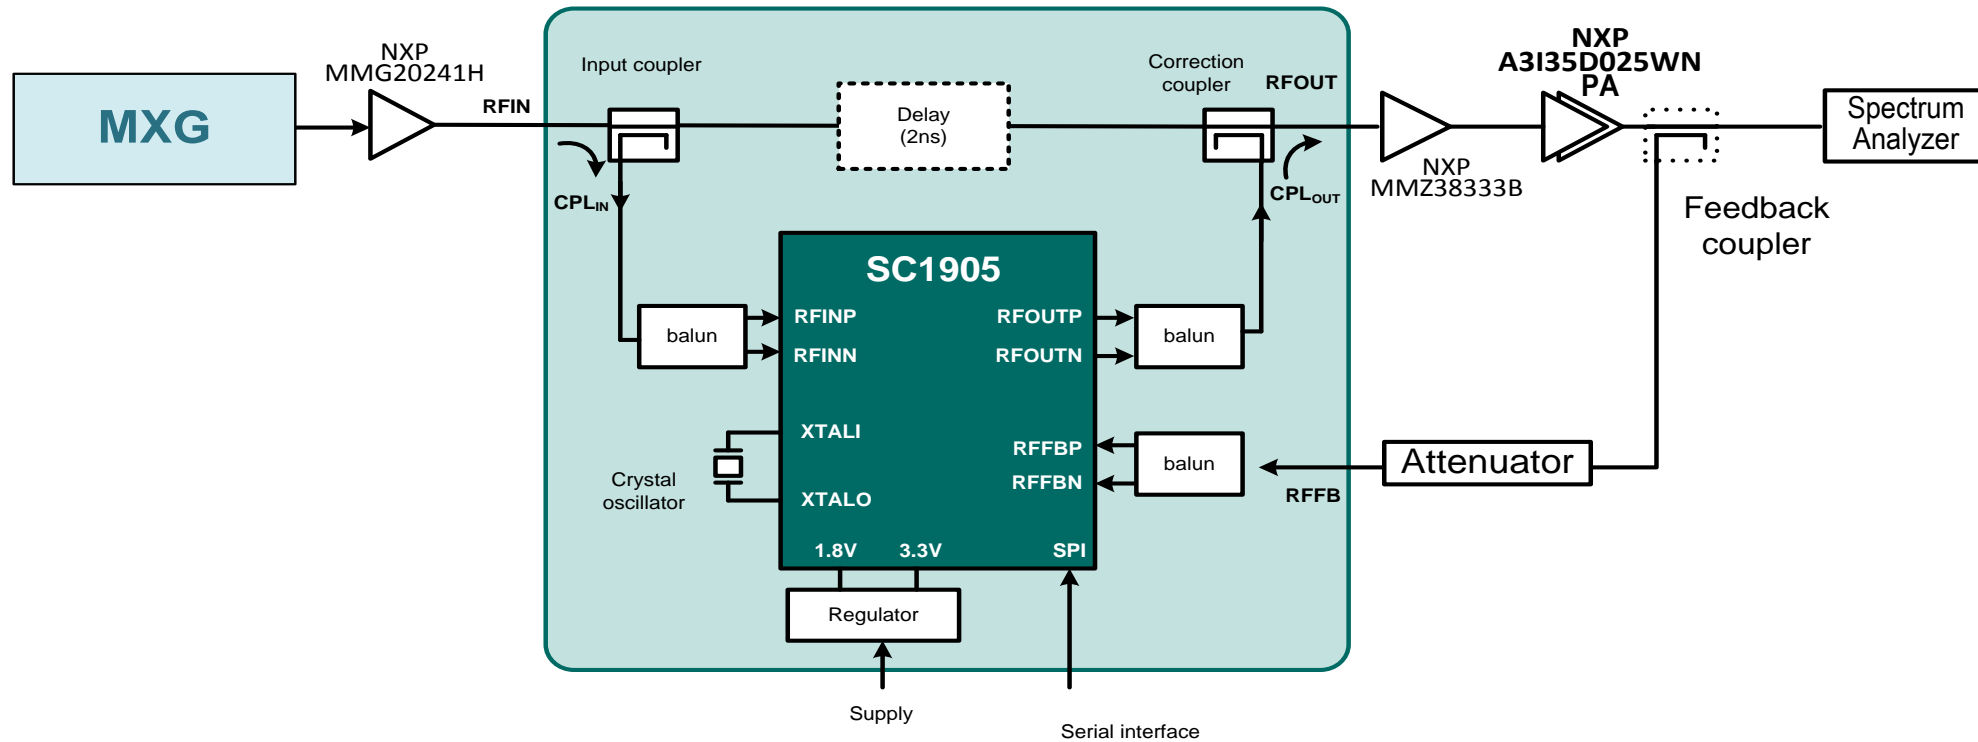 MXG
NXP
MMG20241H
RFIN
Input coupler
CPLIN
Delay
(2ns)
Correction
coupler
RFOUT
CPLOUT
NXP
MMZ38333B
NXP
A3I35D025WN
PA
Spectrum
Analyzer
Feedback
coupler
SC1905
balun
RFINP
RFINN
RFOUTP
RFOUTN
balun
XTALI
XTALO
Crystal
oscillator
RFFBP
RFFBN
balun
RFFB
Attenuator
1.8V
3.3V
SPI
Regulator
Supply
Serial interface